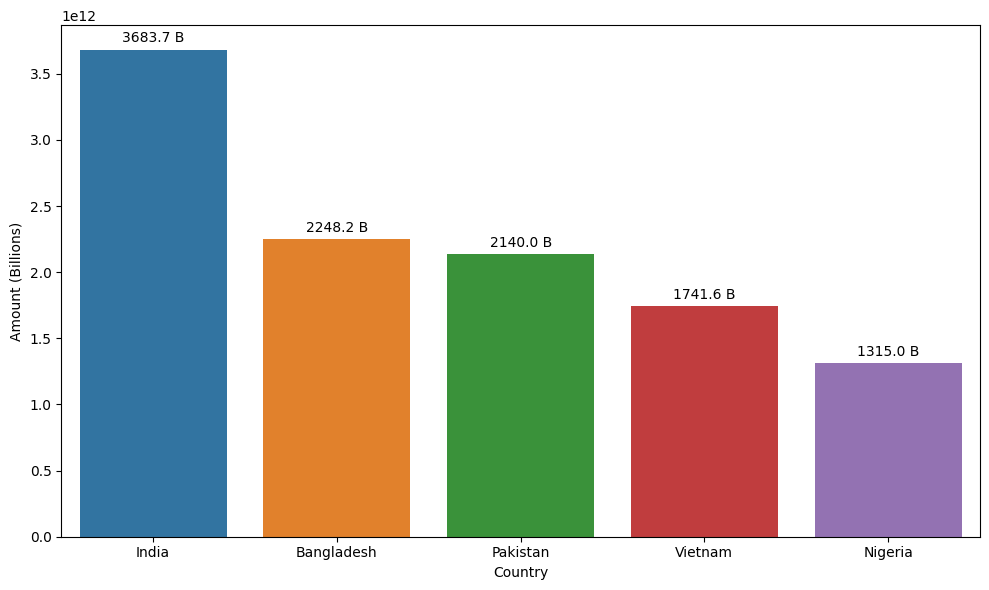 1e12
3683.7 B
2248.2 B
2140.0 B
1741.6 B
1315.0 B
3.5
3.0
2.5
2.0
1.5
1.0
0.5
0.0
Amount (Billions)
India
Bangladesh
Pakistan
Vietnam
Nigeria
Country